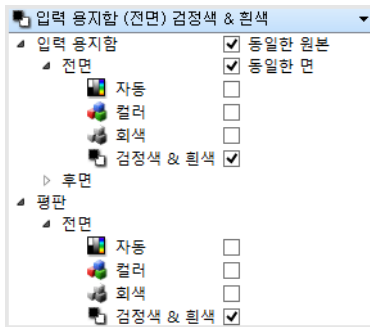 입력 용지함 (전면) 검정색 & 흰색
입력 용지함 동일한 원본
전면 동일한 면
자동
컬러
회색
검정색 & 흰색
후면
평판
전면
자동
컬러
회색
검정색 & 흰색